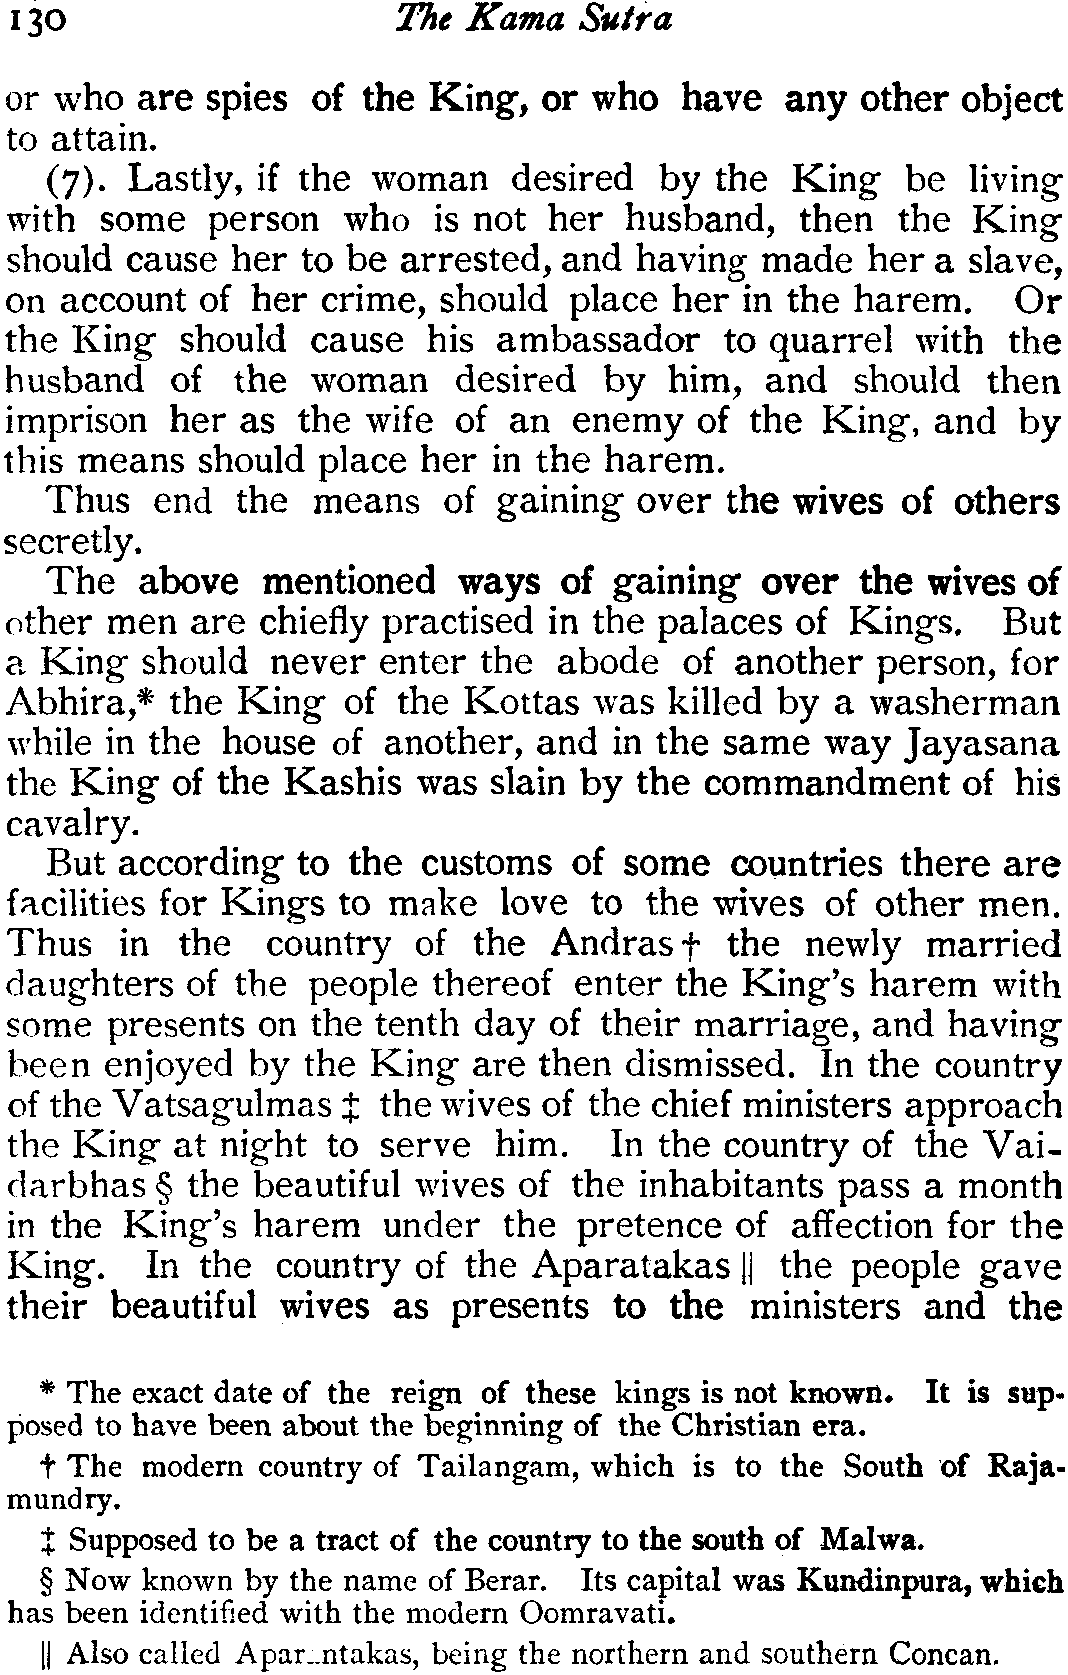 130 The Kama Sutra
or who are spies of the King, or who have any other object
to attain.
(7). Lastly, if the woman desired by the King be living
with some person who is not her husband, then the King
should cause her to be arrested, and having made her a slave,
on account of her crime, should place her in the harem. Or
the King should cause his ambassador to quarrel with the
husband of the woman desired by him, and should then
imprison her as the wife of an enemy of the King, and by
this means should place her in the harem.
Thus end the means of gaining over the wives of others
secretly.
The above mentioned ways of gaining over the wives of
other men are chiefly practised in the palaces of Kings. But
a King should never enter the abode of another person, for
Abhira,* the King of the Kottas was killed by a washerman
while in the house of another, and in the same way Jayasana
the King of the Kashis was slain by the commandment of his
cavalry.
But according to the customs of some countries there are
facilities for Kings to make love to the wives of other men.
Thus in the country of the Andras † the newly married
daughters of the people thereof enter the King's harem with
some presents on the tenth day of their marriage, and having
been enjoyed by the King are then dismissed. In the country
of the Vatsagulmas ‡ the wives of the chief ministers approach
the King at night to serve him. In the country of the Vai-
darbhas § the beautiful wives of the inhabitants pass a month
in the King's harem under the pretence of affection for the
King. In the country of the Aparatakas || the people gave
their beautiful wives as presents to the ministers and the
* The exact date of the reign of these kings is not known. It is sup-
posed to have been about the beginning of the Christian era.
† The modern country of Tailangam, which is to the South of Raja-
mundry.
‡ Supposed to be a tract of the country to the south of Malwa.
§ Now known by the name of Berar. Its capital was Kundinpura, which
has been identified with the modern Oomravati.
|| Also called Aparantakas, being the northern and southern Concan.